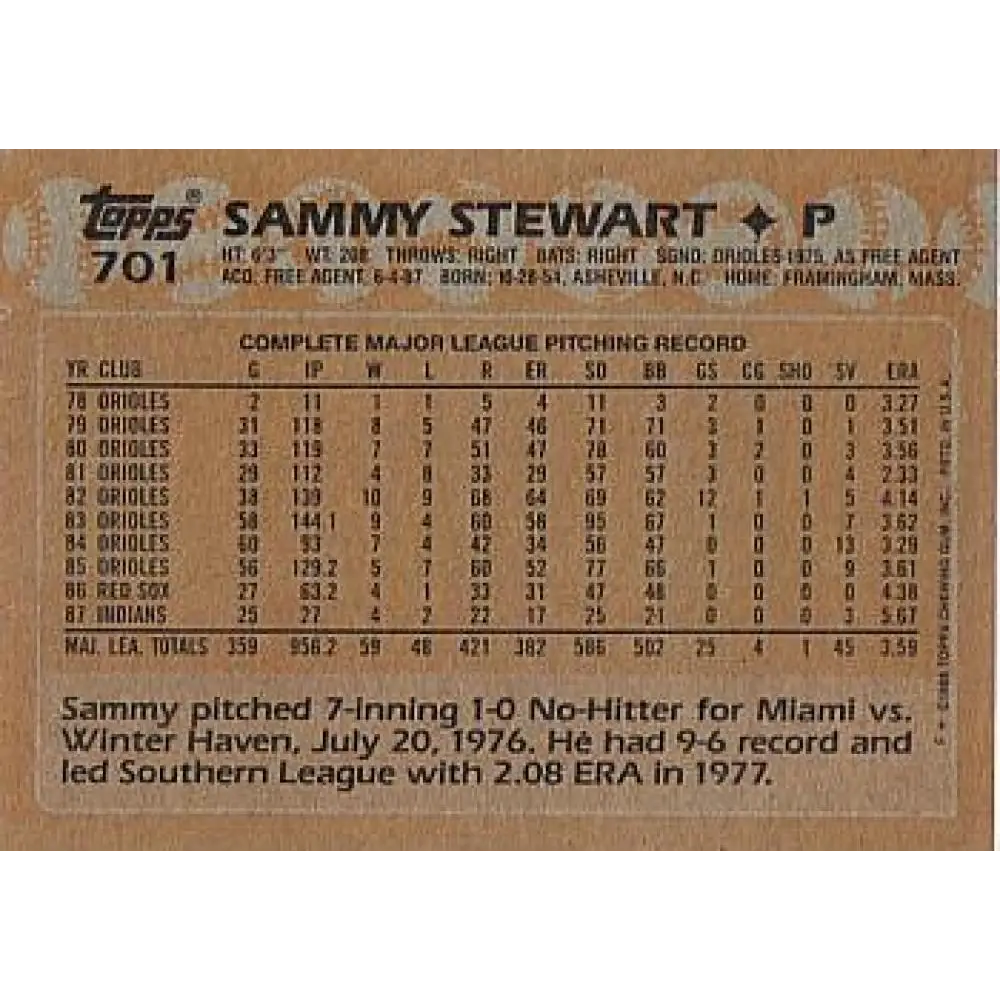 topps® SAMMY STEWART ✦ P
701 HT: 6'3" WT: 208 THROWS: RIGHT BATS: RIGHT SGND: ORIOLES-1975, AS FREE AGENT
ACQ: FREE AGENT, 6-4-87 BORN: 10-28-54, ASHEVILLE, N.C. HOME: FRAMINGHAM, MASS.
COMPLETE MAJOR LEAGUE PITCHING RECORD
YR CLUB G IP W L R ER SO BB GS CG SHO SV ERA
78 ORIOLES 2 11 1 1 5 4 11 3 2 0 0 0 3.27
79 ORIOLES 31 118 8 5 47 46 71 71 3 1 0 1 3.51
80 ORIOLES 33 119 7 7 51 47 78 60 3 2 0 3 3.56
81 ORIOLES 29 112 4 8 33 29 57 57 3 0 0 4 2.33
82 ORIOLES 38 139 10 9 68 64 69 62 12 1 1 5 4.14
83 ORIOLES 58 144.1 9 4 60 58 95 67 1 0 0 7 3.62
84 ORIOLES 60 93 7 4 42 34 56 47 0 0 0 13 3.29
85 ORIOLES 56 129.2 5 7 60 52 77 66 1 0 0 9 3.61
86 RED SOX 27 63.2 4 1 33 31 47 48 0 0 0 0 4.38
87 INDIANS 25 27 4 2 22 17 25 21 0 0 0 3 5.67
MAJ. LEA. TOTALS 359 956.2 59 48 421 382 586 502 25 4 1 45 3.59
Sammy pitched 7-inning 1-0 No-Hitter for Miami vs.
Winter Haven, July 20, 1976. He had 9-6 record and
led Southern League with 2.08 ERA in 1977.
©1988 TOPPS CHEWING GUM, INC. PRTD. IN U.S.A.